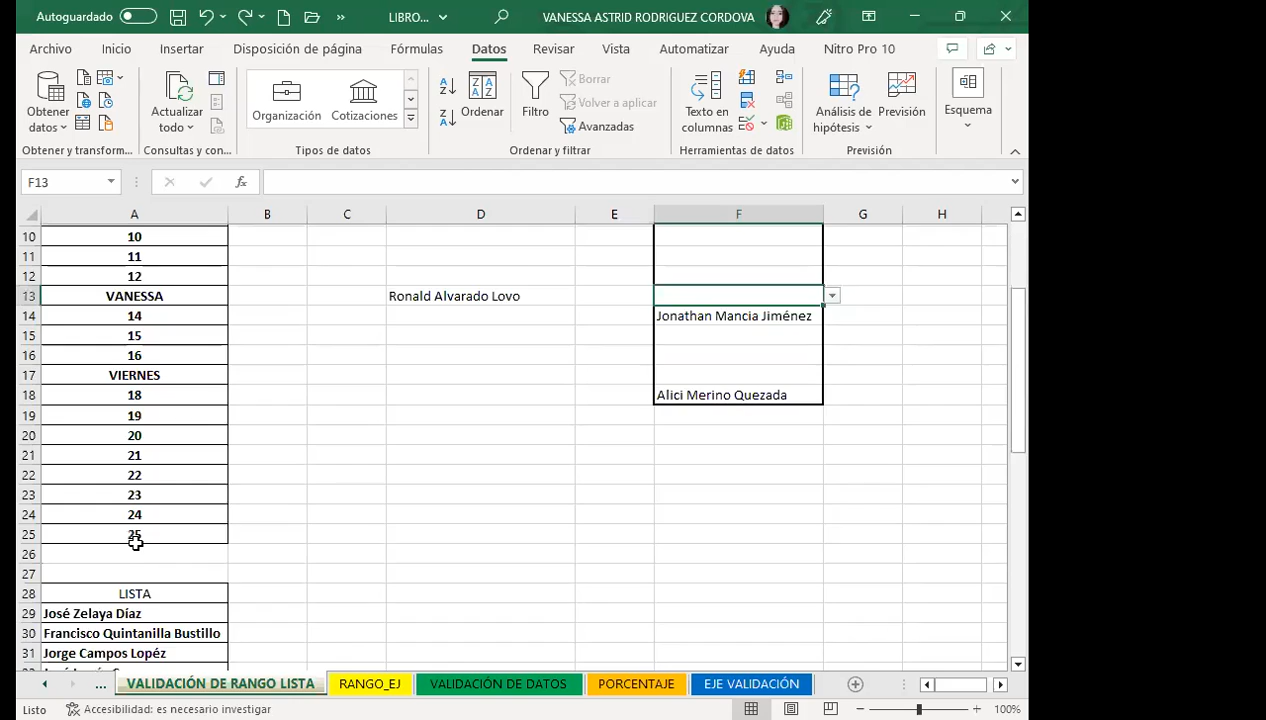 Autoguardado
LIBRO...
VANESSA ASTRID RODRIGUEZ CORDOVA
Archivo Inicio Insertar Disposición de página Fórmulas Datos Revisar Vista Automatizar Ayuda Nitro Pro 10
Obtener datos
Actualizar todo
Organización Cotizaciones
Ordenar
Filtro
Borrar
Volver a aplicar
Avanzadas
Texto en columnas
Análisis de hipótesis
Previsión
Esquema
Obtener y transform... Consultas y con... Tipos de datos Ordenar y filtrar Herramientas de datos Previsión
F13 fx
A B C D E F G H
10 10
11 11
12 12
13 VANESSA Ronald Alvarado Lovo
14 14 Jonathan Mancia Jiménez
15 15
16 16
17 VIERNES
18 18 Alici Merino Quezada
19 19
20 20
21 21
22 22
23 23
24 24
25 25
26
27
28 LISTA
29 José Zelaya Díaz
30 Francisco Quintanilla Bustillo
31 Jorge Campos Lopéz
... VALIDACIÓN DE RANGO LISTA RANGO_EJ VALIDACIÓN DE DATOS PORCENTAJE EJE VALIDACIÓN
Listo Accesibilidad: es necesario investigar 100%